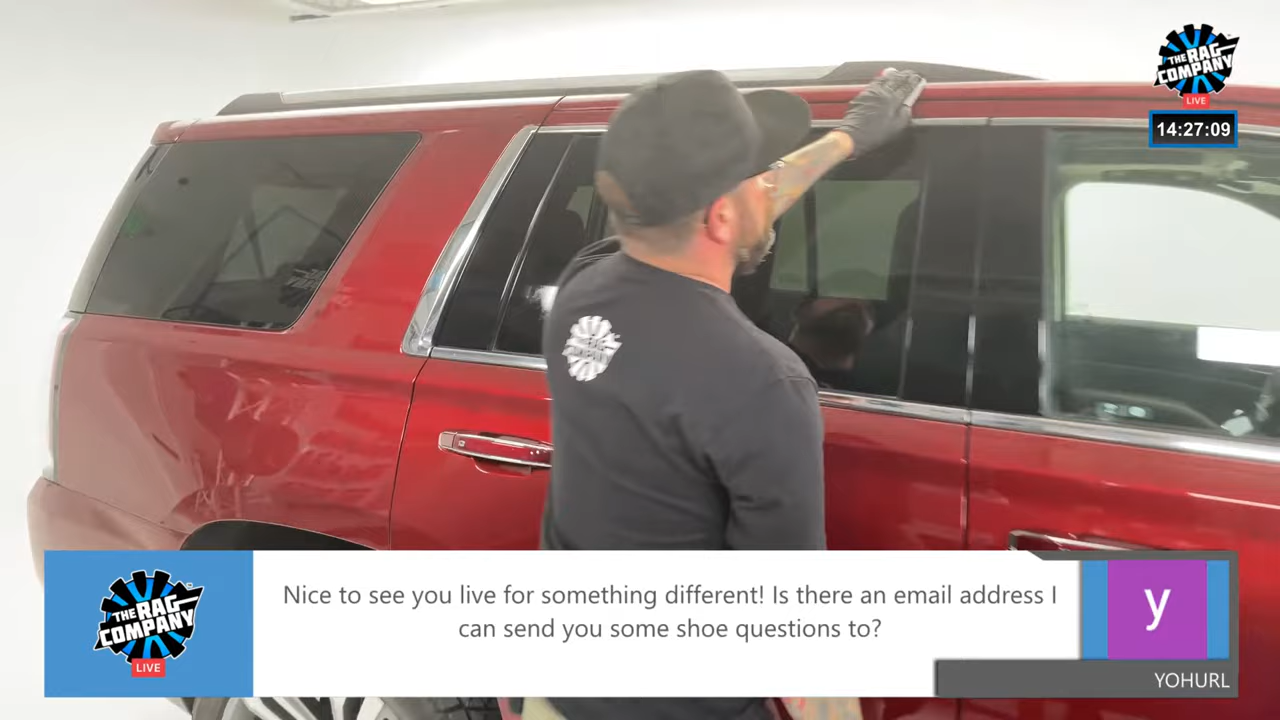 THE RAG
COMPANY
LIVE
14:27:09
Nice to see you live for something different! Is there an email address I
can send you some shoe questions to?
THE RAG
COMPANY
LIVE
y
YOHURL